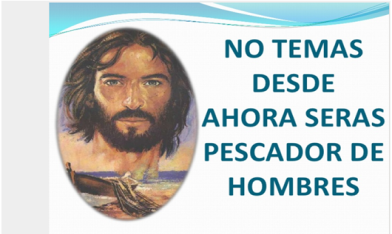 NO TEMAS
DESDE
AHORA SERAS
PESCADOR DE
HOMBRES